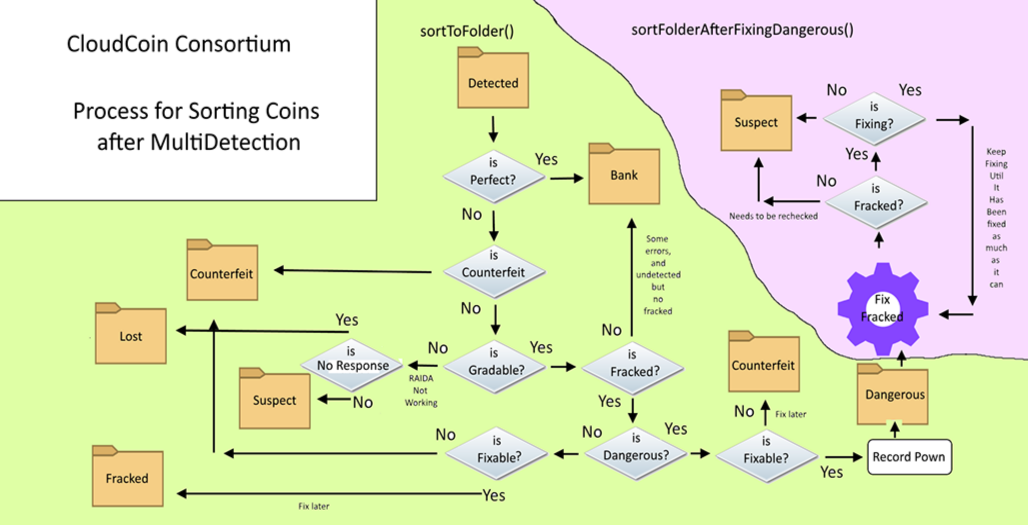 CloudCoin Consortium
Process for Sorting Coins
after MultiDetection
sortToFolder()
Detected
is
Perfect?
Yes
Bank
No
is
Counterfeit
Counterfeit
No
Some
errors,
and
undetected
but
no
fracked
Lost
Yes
is
No Response
No
RAIDA
Not
Working
is
Gradable?
Yes
No
is
Fracked?
Yes
Suspect
No
No
is
Fixable?
No
is
Dangerous?
Yes
Counterfeit
No
Fix later
is
Fixable?
Yes
Record Pown
Dangerous
Fracked
Fix later
Yes
sortFolderAfterFixingDangerous()
Suspect
No
Yes
is
Fixing?
Yes
No
is
Fracked?
Needs to be rechecked
Keep
Fixing
Util
It
Has
Been
fixed
as
much
as
it
can
Fix
Fracked